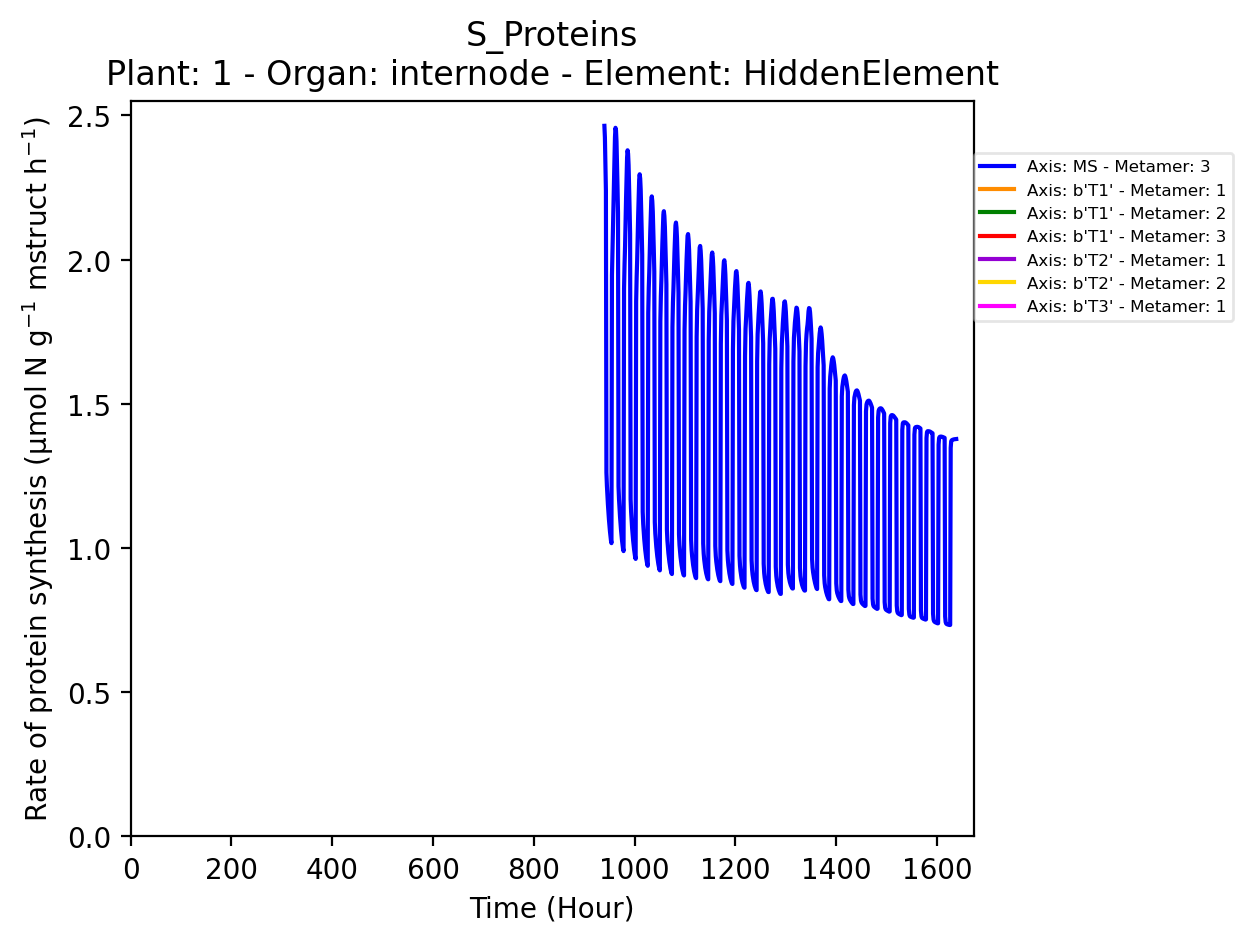 S_Proteins
Plant: 1 - Organ: internode - Element: HiddenElement
Rate of protein synthesis (µmol N g⁻¹ mstruct h⁻¹)
2.5
2.0
1.5
1.0
0.5
0.0
0 200 400 600 800 1000 1200 1400 1600
Time (Hour)
Axis: MS - Metamer: 3
Axis: b'T1' - Metamer: 1
Axis: b'T1' - Metamer: 2
Axis: b'T1' - Metamer: 3
Axis: b'T2' - Metamer: 1
Axis: b'T2' - Metamer: 2
Axis: b'T3' - Metamer: 1